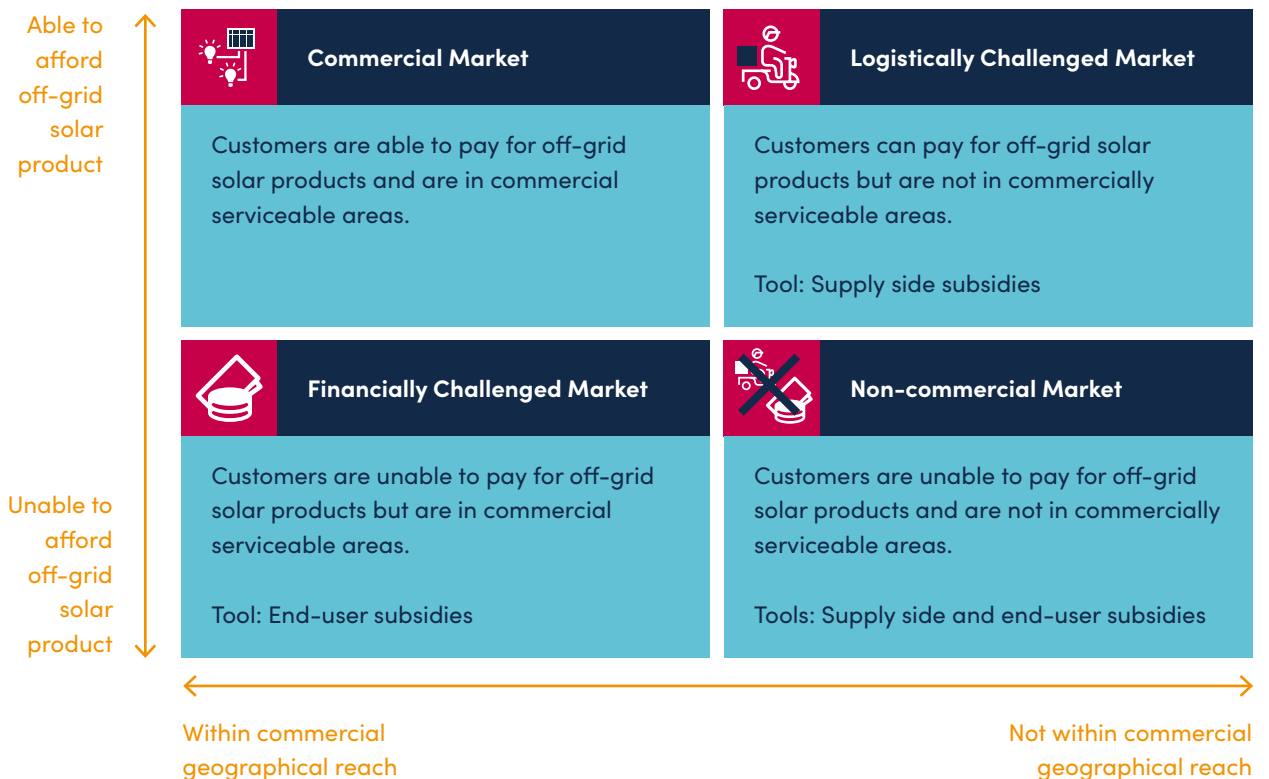 Able to
afford
off-grid
solar
product
Commercial Market
Customers are able to pay for off-grid
solar products and are in commercial
serviceable areas.
Logistically Challenged Market
Customers can pay for off-grid solar
products but are not in commercially
serviceable areas.
Tool: Supply side subsidies
Unable to
afford
off-grid
solar
product
Financially Challenged Market
Customers are unable to pay for off-grid
solar products but are in commercial
serviceable areas.
Tool: End-user subsidies
Non-commercial Market
Customers are unable to pay for off-grid
solar products and are not in commercially
serviceable areas.
Tools: Supply side and end-user subsidies
Within commercial
geographical reach
Not within commercial
geographical reach